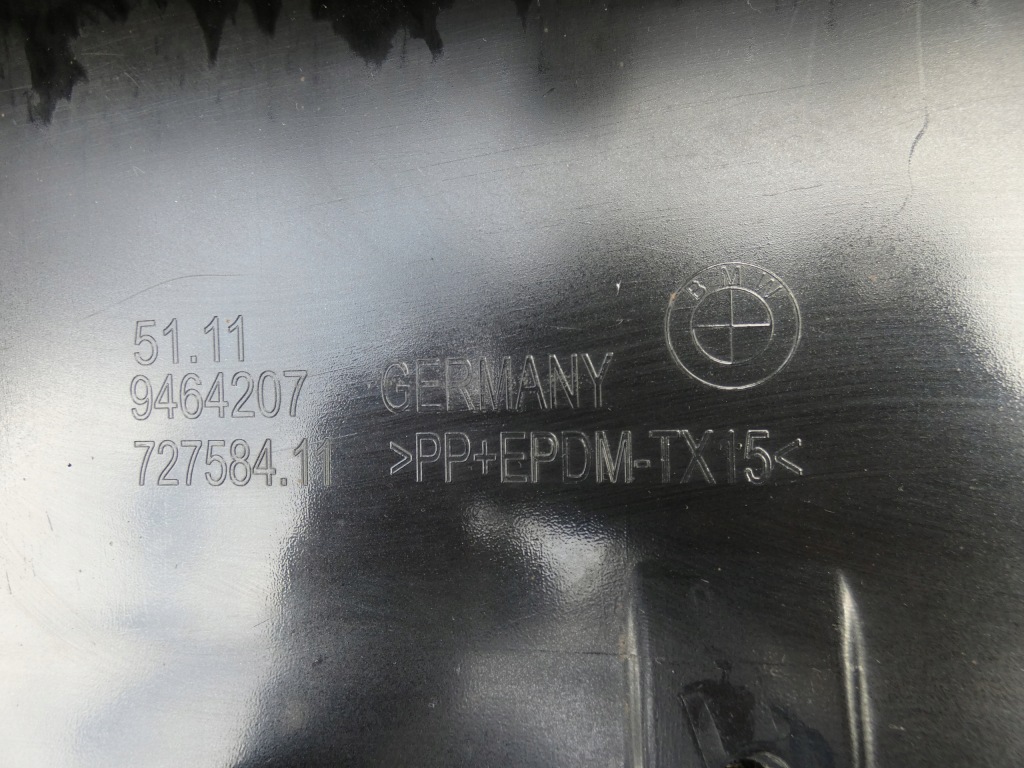 BMW
51.11
9464207
GERMANY
727584.11
>PP+EPDM-TX15<